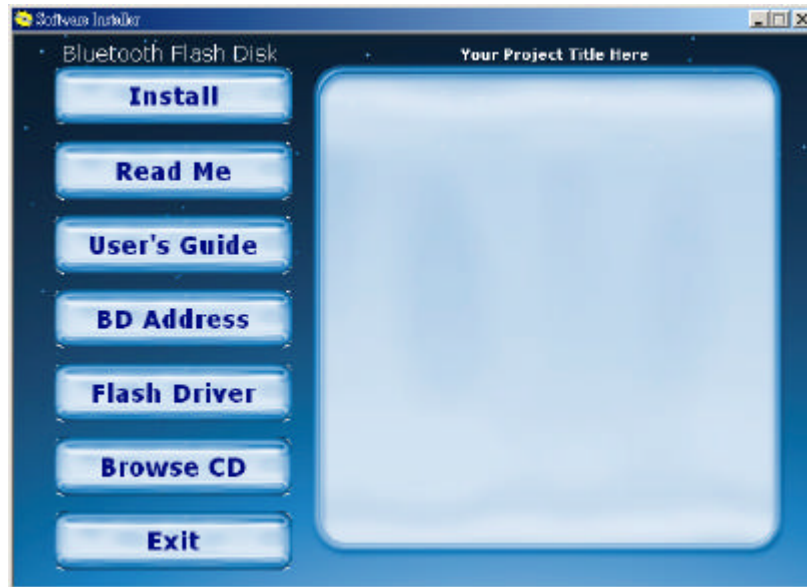 Software Installer
Bluetooth Flash Disk
Your Project Title Here
Install
Read Me
User's Guide
BD Address
Flash Driver
Browse CD
Exit